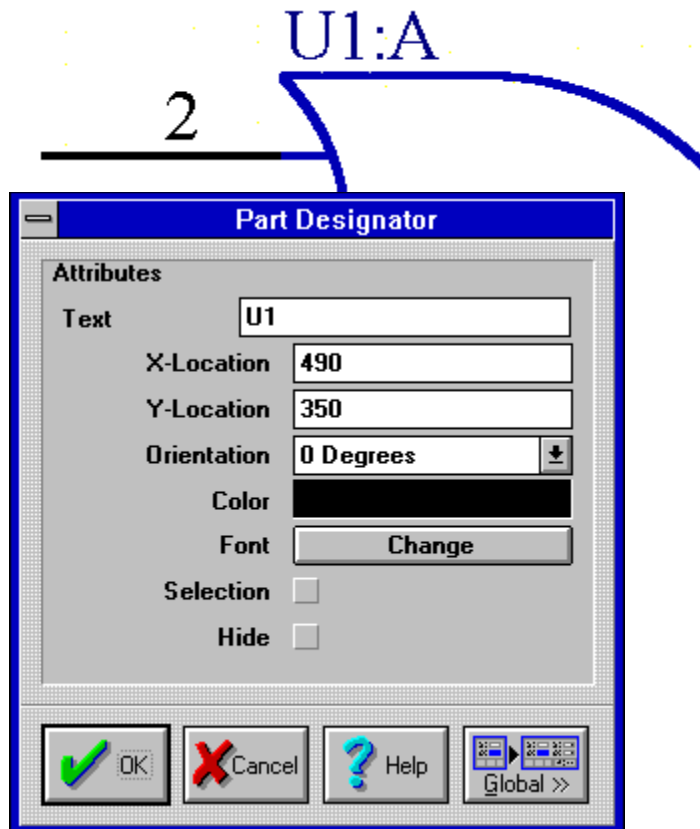 U1:A
2
Part Designator
Attributes
Text U1
X-Location 490
Y-Location 350
Orientation 0 Degrees
Color
Font Change
Selection
Hide
OK Cancel Help Global >>